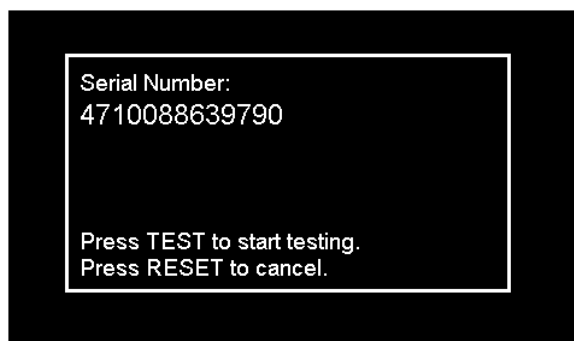 Serial Number:
4710088639790
Press TEST to start testing.
Press RESET to cancel.